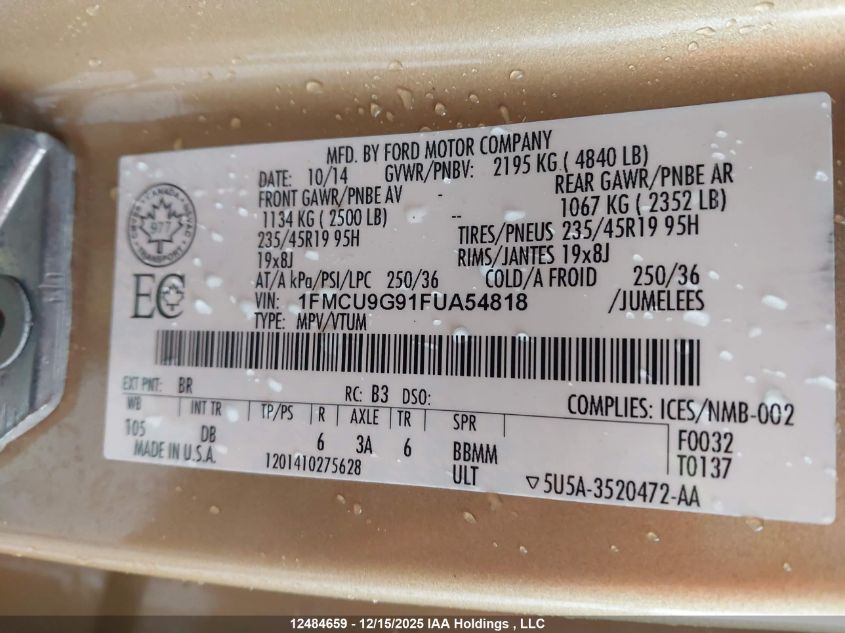 MFD. BY FORD MOTOR COMPANY
DATE: 10/14 GVWR/PNBV: 2195 KG ( 4840 LB)
FRONT GAWR/PNBE AV - REAR GAWR/PNBE AR
1134 KG ( 2500 LB) -- 1067 KG ( 2352 LB)
235/45R19 95H TIRES/PNEUS 235/45R19 95H
19x8J RIMS/JANTES 19x8J
AT/A kPa/PSI/LPC 250/36 COLD/A FROID 250/36
VIN: 1FMCU9G91FUA54818 /JUMELEES
TYPE: MPV/VTUM
CANADA
TRANSPORT
977
EC
EXT PNT: BR RC: B3 DSO: COMPLIES: ICES/NMB-002
WB INT TR TP/PS R AXLE TR SPR F0032
105 DB 6 3A 6 BBMM T0137
MADE IN U.S.A. 1201410275628 ULT ▽5U5A-3520472-AA
12484659 - 12/15/2025 IAA Holdings , LLC